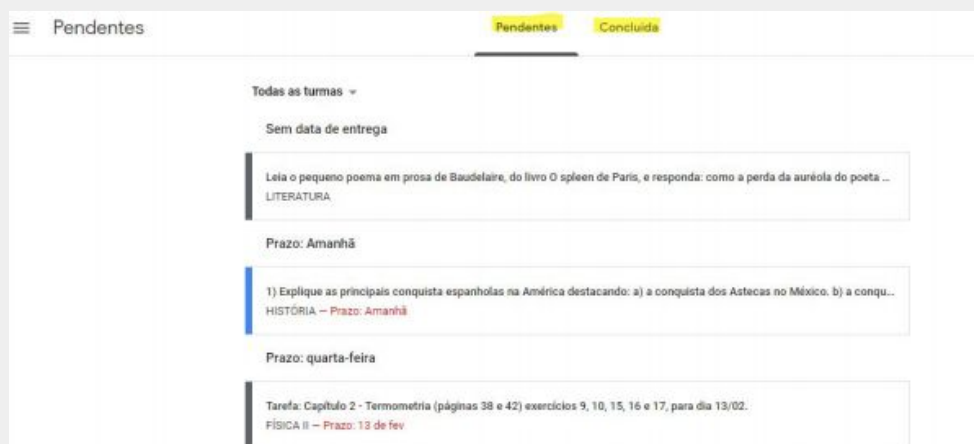 Pendentes
Pendentes Concluída
Todas as turmas
Sem data de entrega
Leia o pequeno poema em prosa de Baudelaire, do livro O spleen de Paris, e responda: como a perda da auréola do poeta ...
LITERATURA
Prazo: Amanhã
1) Explique as principais conquista espanholas na América destacando: a) a conquista dos Astecas no México. b) a conqu...
HISTÓRIA — Prazo: Amanhã
Prazo: quarta-feira
Tarefa: Capítulo 2 - Termometria (páginas 38 e 42) exercícios 9, 10, 15, 16 e 17, para dia 13/02.
FÍSICA II — Prazo: 13 de fev